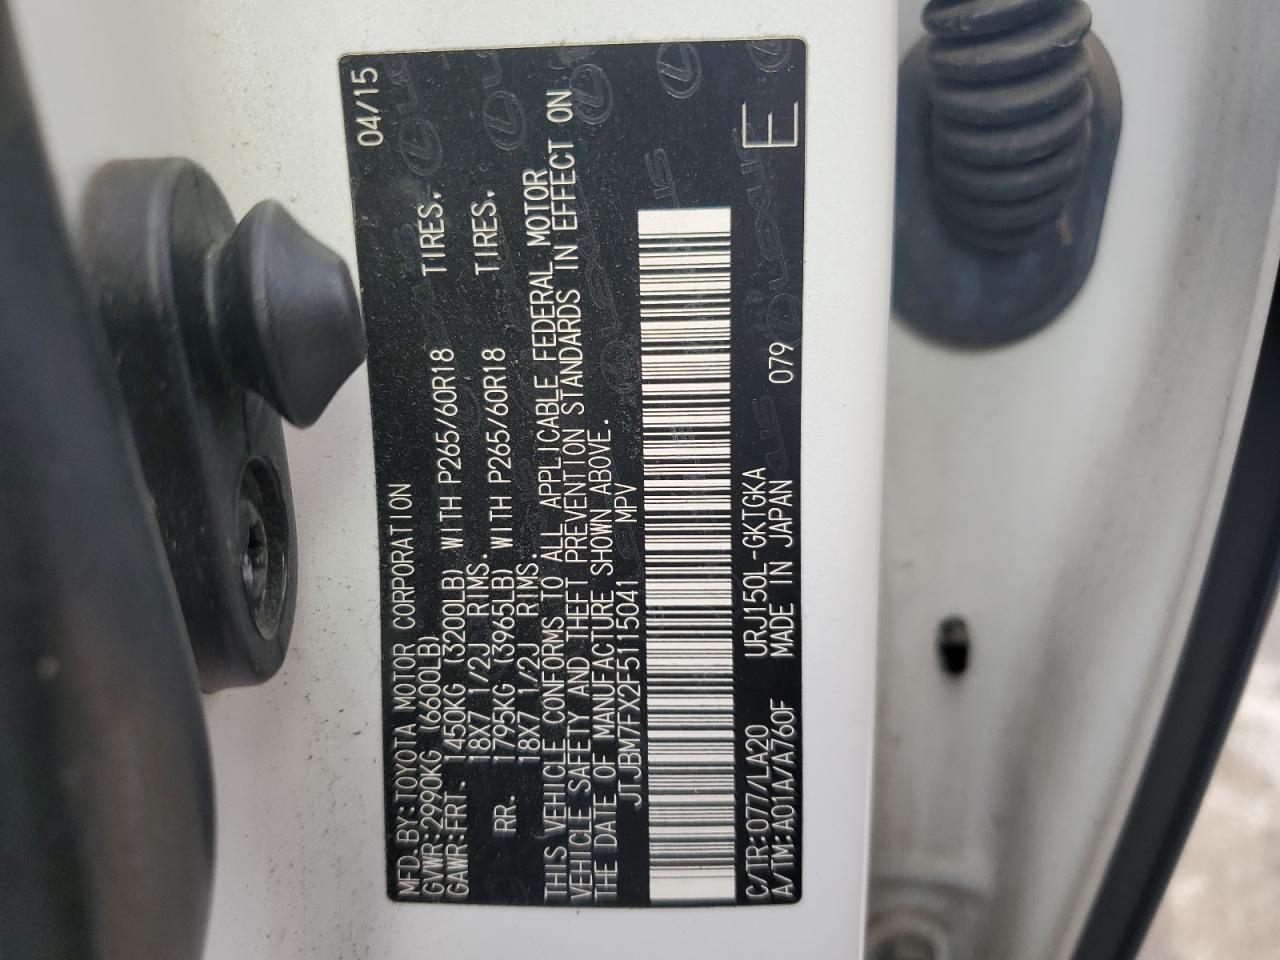 MFD.BY:TOYOTA MOTOR CORPORATION 04/15
GVWR:2990KG (6600LB)
GAWR:FRT. 1450KG (3200LB) WITH P265/60R18 TIRES.
18X7 1/2J RIMS.
RR. 1795KG (3965LB) WITH P265/60R18 TIRES.
18X7 1/2J RIMS.
THIS VEHICLE CONFORMS TO ALL APPLICABLE FEDERAL MOTOR
VEHICLE SAFETY AND THEFT PREVENTION STANDARDS IN EFFECT ON
THE DATE OF MANUFACTURE SHOWN ABOVE.
JTJBM7FX2F5115041 MPV
C/TR:077/LA20 URJ150L-GKTGKA
A/TM:A01A/A760F MADE IN JAPAN 079 E
LEXUS